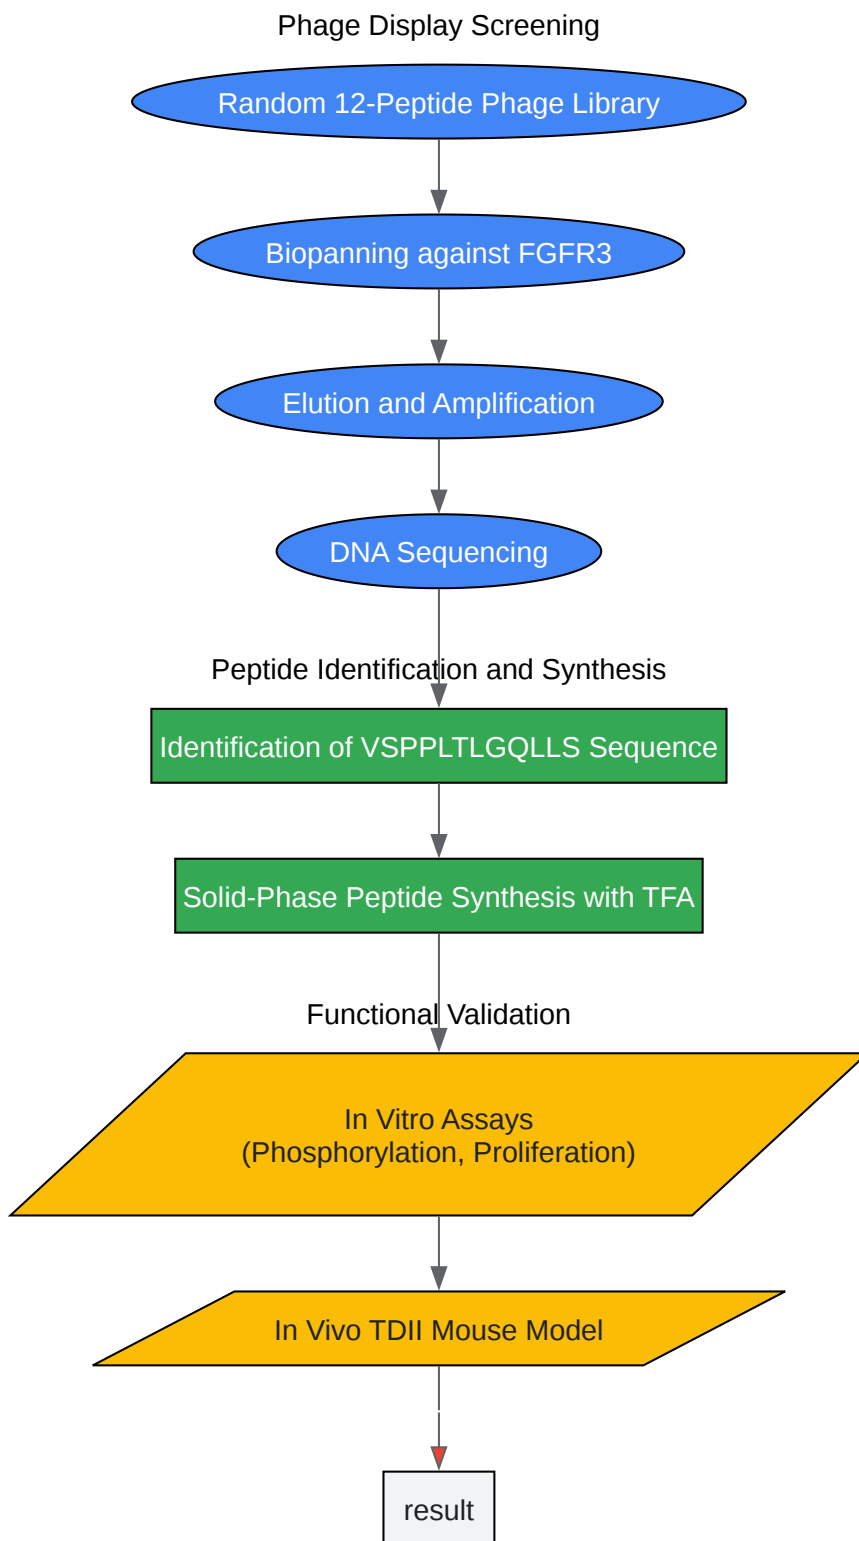 Phage Display Screening
Random 12-Peptide Phage Library
Biopanning against FGFR3
Elution and Amplification
DNA Sequencing
Peptide Identification and Synthesis
Identification of VSPPLTLGQLLS Sequence
Solid-Phase Peptide Synthesis with TFA
Functional Validation
In Vitro Assays
(Phosphorylation, Proliferation)
In Vivo TDII Mouse Model
result